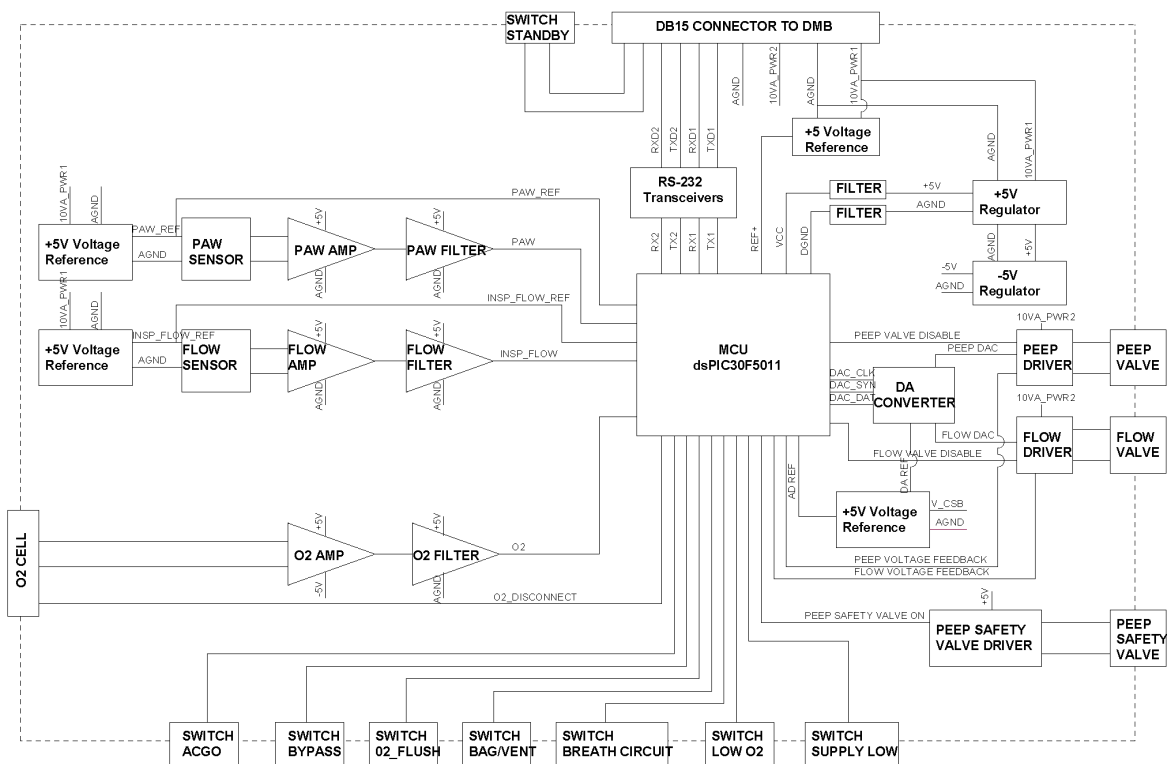 SWITCH
STANDBY
DB15 CONNECTOR TO DMB
RXD2
TXD2
RXD1
TXD1
AGND
10VA_PWR2
AGND
10VA_PWR1
AGND
10VA_PWR1
+5 Voltage
Reference
RS-232
Transceivers
RX2
TX2
RX1
TX1
REF+
VCC
DGND
FILTER
+5V
FILTER
AGND
+5V
Regulator
AGND
+5V
-5V
AGND
-5V
Regulator
10VA_PWR1
AGND
+5V Voltage
Reference
PAW_REF
AGND
PAW
SENSOR
+5V
PAW AMP
AGND
+5V
PAW FILTER
AGND
PAW_REF
PAW
10VA_PWR1
AGND
+5V Voltage
Reference
INSP_FLOW_REF
AGND
FLOW
SENSOR
+5V
FLOW
AMP
AGND
+5V
FLOW
FILTER
AGND
INSP_FLOW_REF
INSP_FLOW
MCU
dsPIC30F5011
PEEP VALVE DISABLE
PEEP DAC
10VA_PWR2
PEEP
DRIVER
PEEP
VALVE
DAC_CLK
DAC_SYN
DAC_DAT
DA
CONVERTER
10VA_PWR2
FLOW DAC
FLOW VALVE DISABLE
FLOW
DRIVER
FLOW
VALVE
AD REF
DA REF
+5V Voltage
Reference
V_CSB
AGND
PEEP VOLTAGE FEEDBACK
FLOW VOLTAGE FEEDBACK
O2 CELL
+5V
O2 AMP
-5V
+5V
O2 FILTER
AGND
O2
O2_DISCONNECT
PEEP SAFETY VALVE ON
+5V
PEEP SAFETY
VALVE DRIVER
PEEP
SAFETY
VALVE
SWITCH
ACGO
SWITCH
BYPASS
SWITCH
02_FLUSH
SWITCH
BAG/VENT
SWITCH
BREATH CIRCUIT
SWITCH
LOW O2
SWITCH
SUPPLY LOW